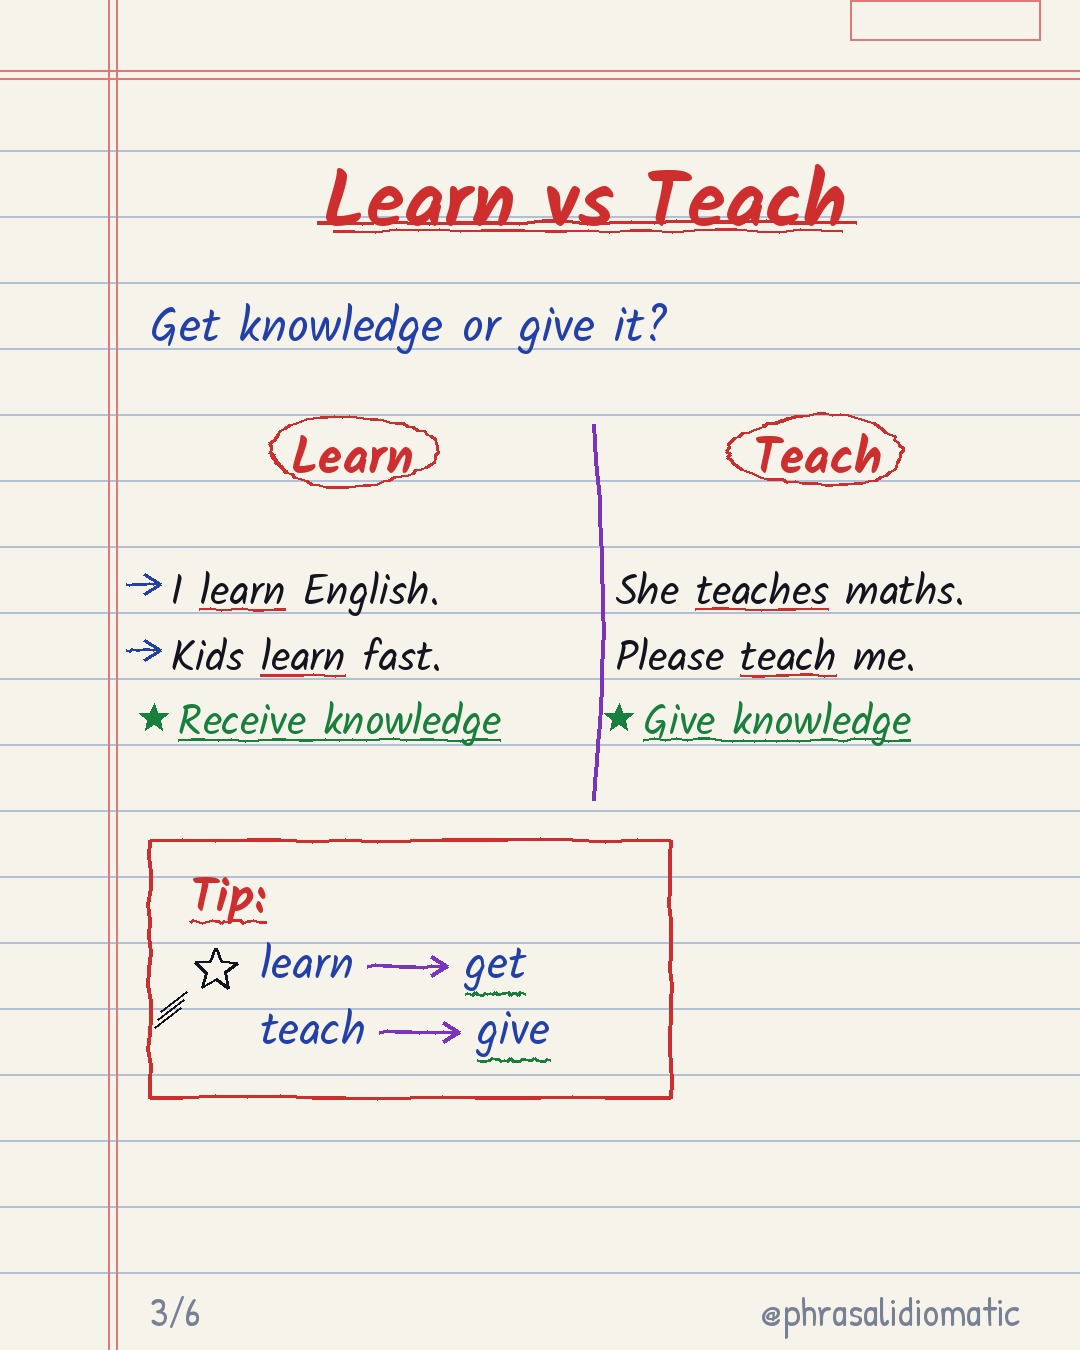 Learn vs Teach
Get knowledge or give it?
Learn
I learn English.
Kids learn fast.
Receive knowledge
Teach
She teaches maths.
Please teach me.
Give knowledge
Tip:
learn → get
teach → give
3/6
@phrasalidiomatic